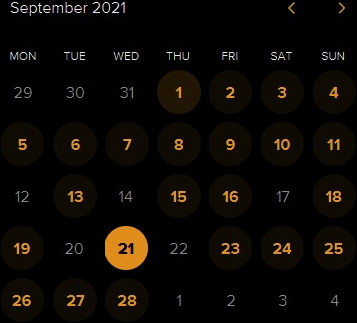 September 2021
MON TUE WED THU FRI SAT SUN
29 30 31 1 2 3 4
5 6 7 8 9 10 11
12 13 14 15 16 17 18
19 20 21 22 23 24 25
26 27 28 1 2 3 4